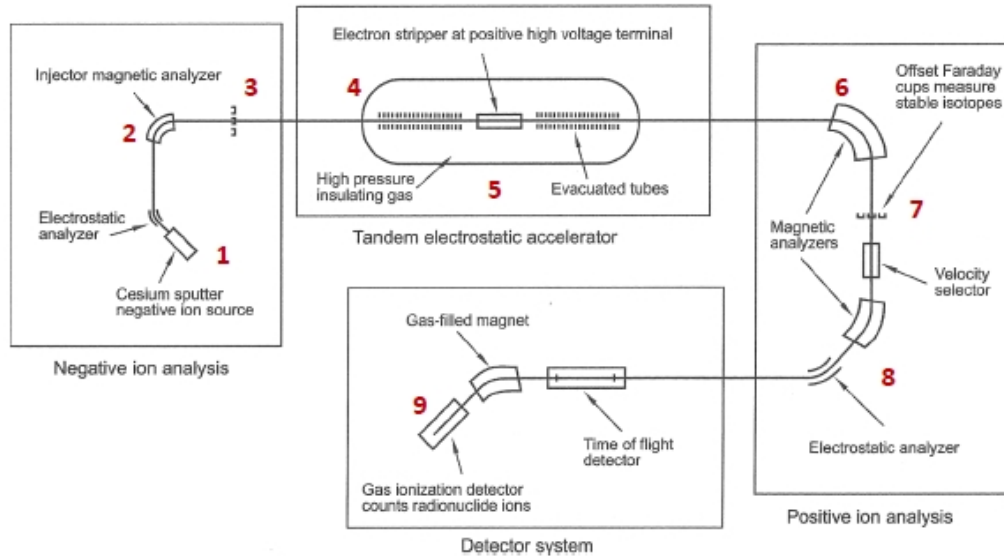 Injector magnetic analyzer
3
2
Electrostatic
analyzer
1
Cesium sputter
negative ion source
Negative ion analysis
Electron stripper at positive high voltage terminal
4
High pressure
insulating gas
5
Evacuated tubes
Tandem electrostatic accelerator
6
Offset Faraday
cups measure
stable isotopes
7
Magnetic
analyzers
Velocity
selector
8
Electrostatic analyzer
Positive ion analysis
Gas-filled magnet
9
Time of flight
detector
Gas ionization detector
counts radionuclide ions
Detector system